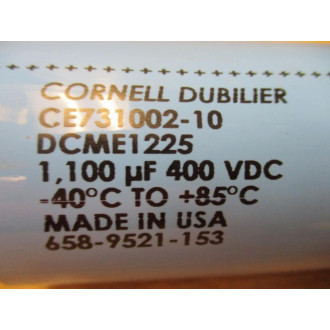 CORNELL DUBILIER
CE731002-10
DCME1225
1,100 µF 400 VDC
-40°C TO +85°C
MADE IN USA
658-9521-153